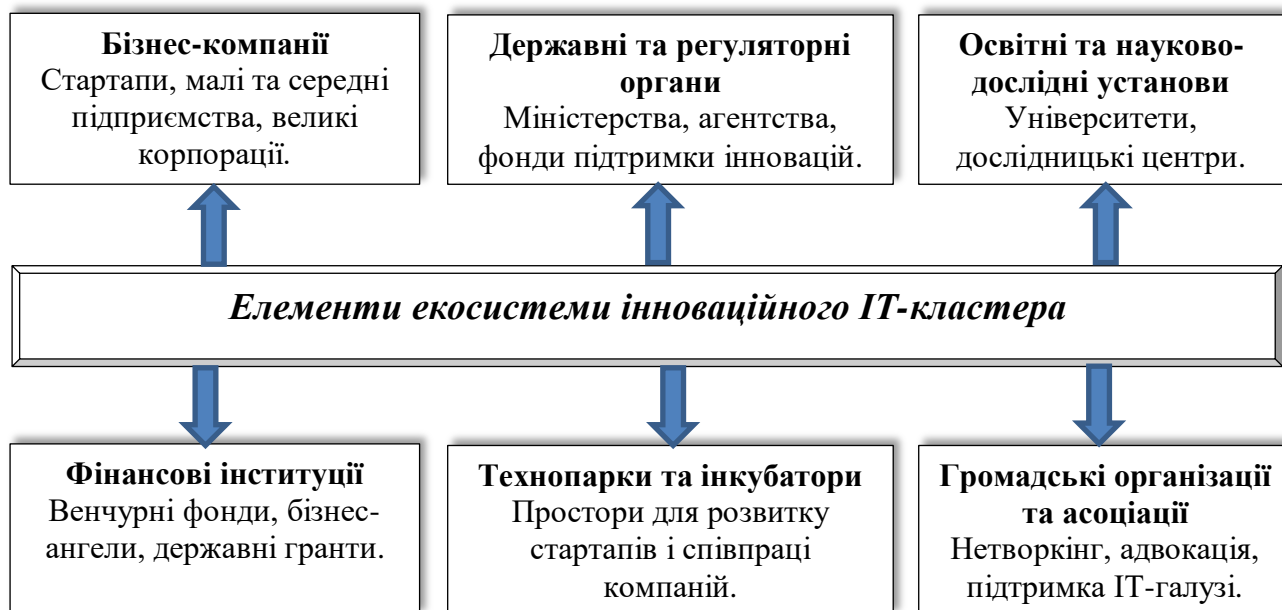 Бізнес-компанії
Стартапи, малі та середні
підприємства, великі
корпорації.
Державні та регуляторні
органи
Міністерства, агентства,
фонди підтримки інновацій.
Освітні та науково-
дослідні установи
Університети,
дослідницькі центри.
Елементи екосистеми інноваційного ІТ-кластера
Фінансові інституції
Венчурні фонди, бізнес-
ангели, державні гранти.
Технопарки та інкубатори
Простори для розвитку
стартапів і співпраці
компаній.
Громадські організації
та асоціації
Нетворкінг, адвокація,
підтримка ІТ-галузі.